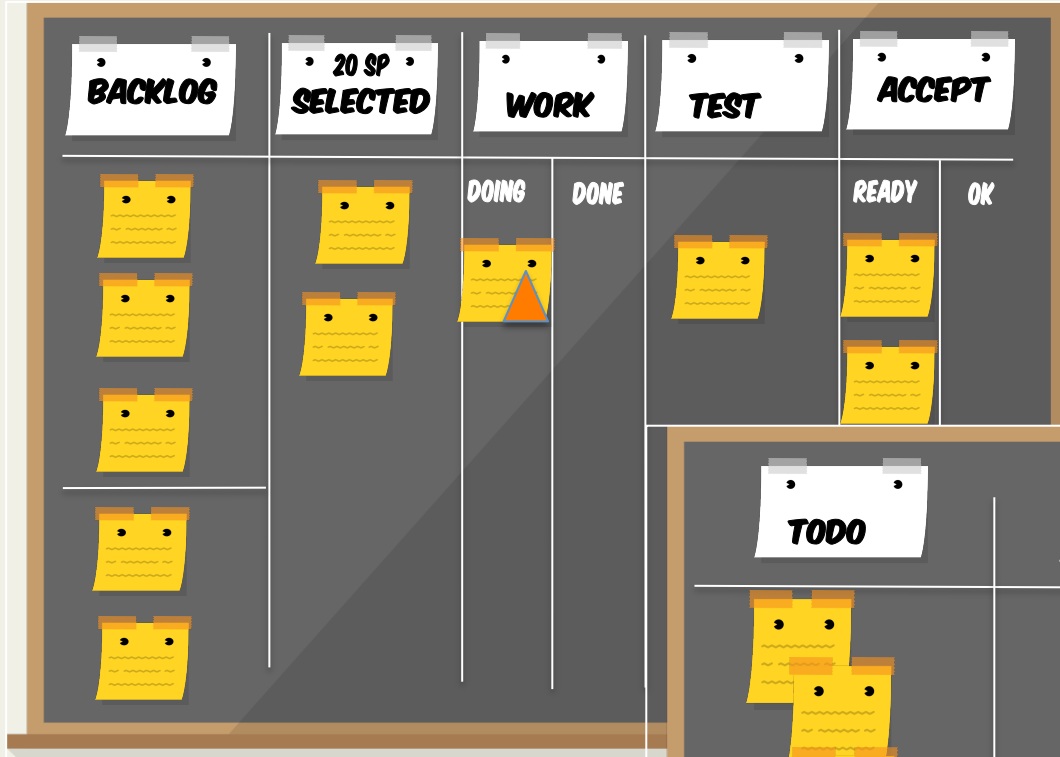 BACKLOG
20 SP
SELECTED
WORK
TEST
ACCEPT
DOING
DONE
READY
OK
TODO